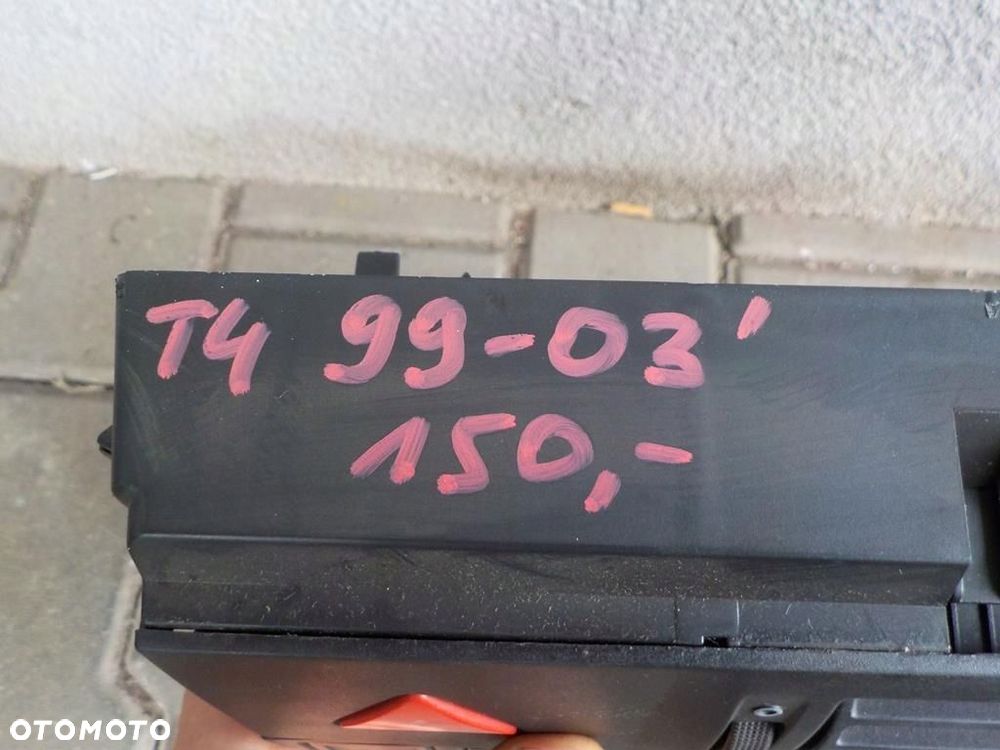 T4 99-03'
150,-
OTOMOTO